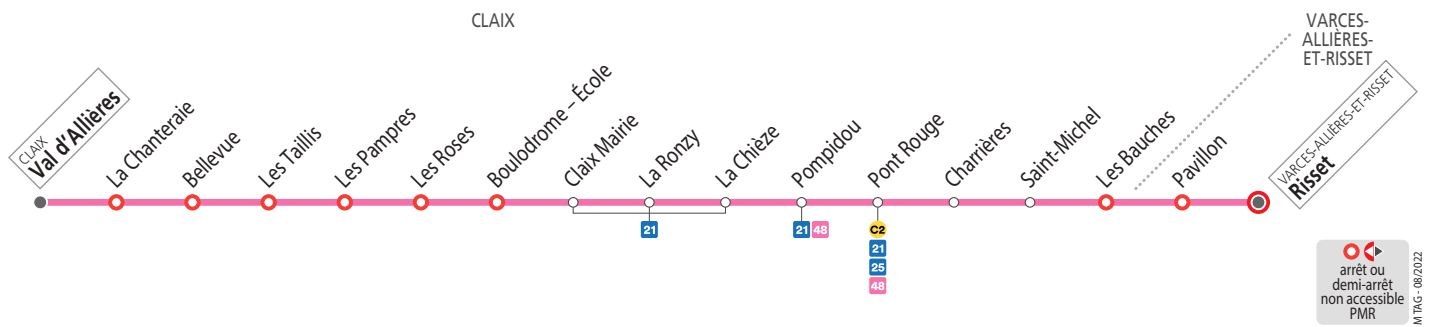 CLAIX
VARCES-
ALLIÈRES-
ET-RISSET
CLAIX
Val d'Allières
La Chanteraie
Bellevue
Les Taillis
Les Pampres
Les Roses
Boulodrome – École
Claix Mairie
La Ronzy
La Chièze
Pompidou
Pont Rouge
Charrières
Saint-Michel
Les Bauches
Pavillon
VARCES-ALLIÈRES-ET-RISSET
Risset
21
21 48
C2
21
25
48
arrêt ou
demi-arrêt
non accessible
PMR
M TAG - 08/2022